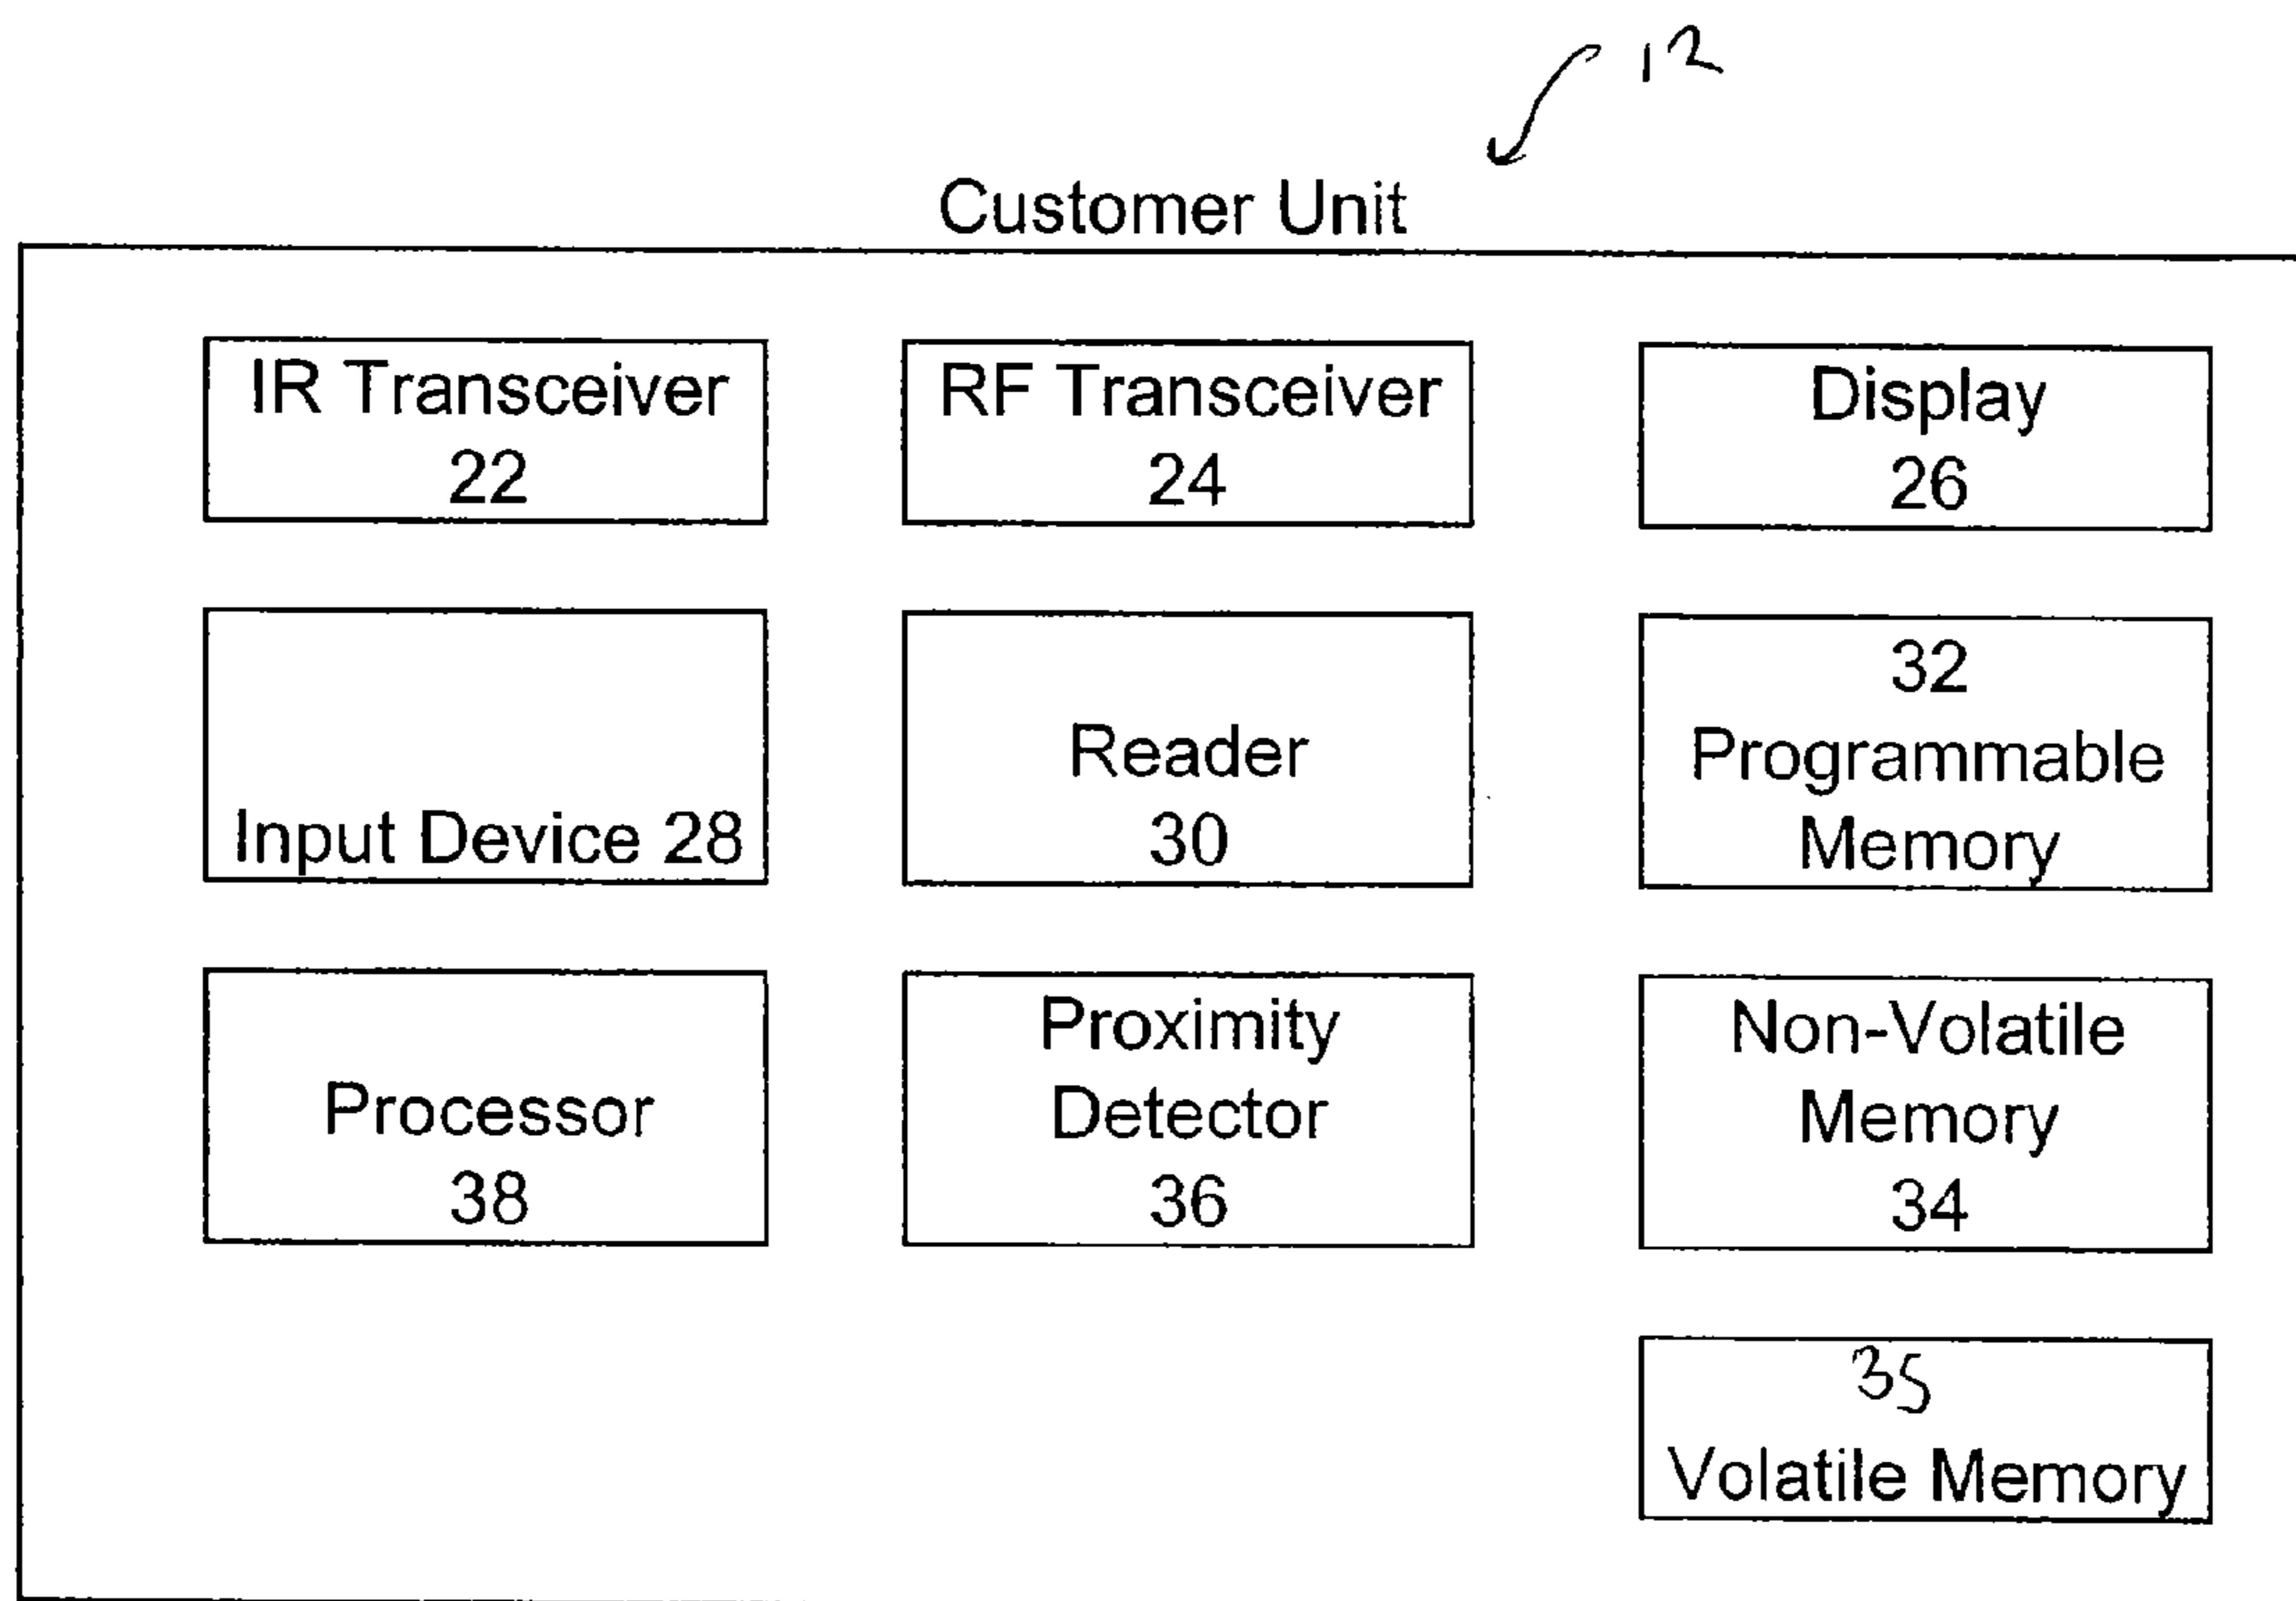 12
Customer Unit
IR Transceiver
22
RF Transceiver
24
Display
26
Input Device 28
Reader
30
32
Programmable
Memory
Processor
38
Proximity
Detector
36
Non-Volatile
Memory
34
35
Volatile Memory